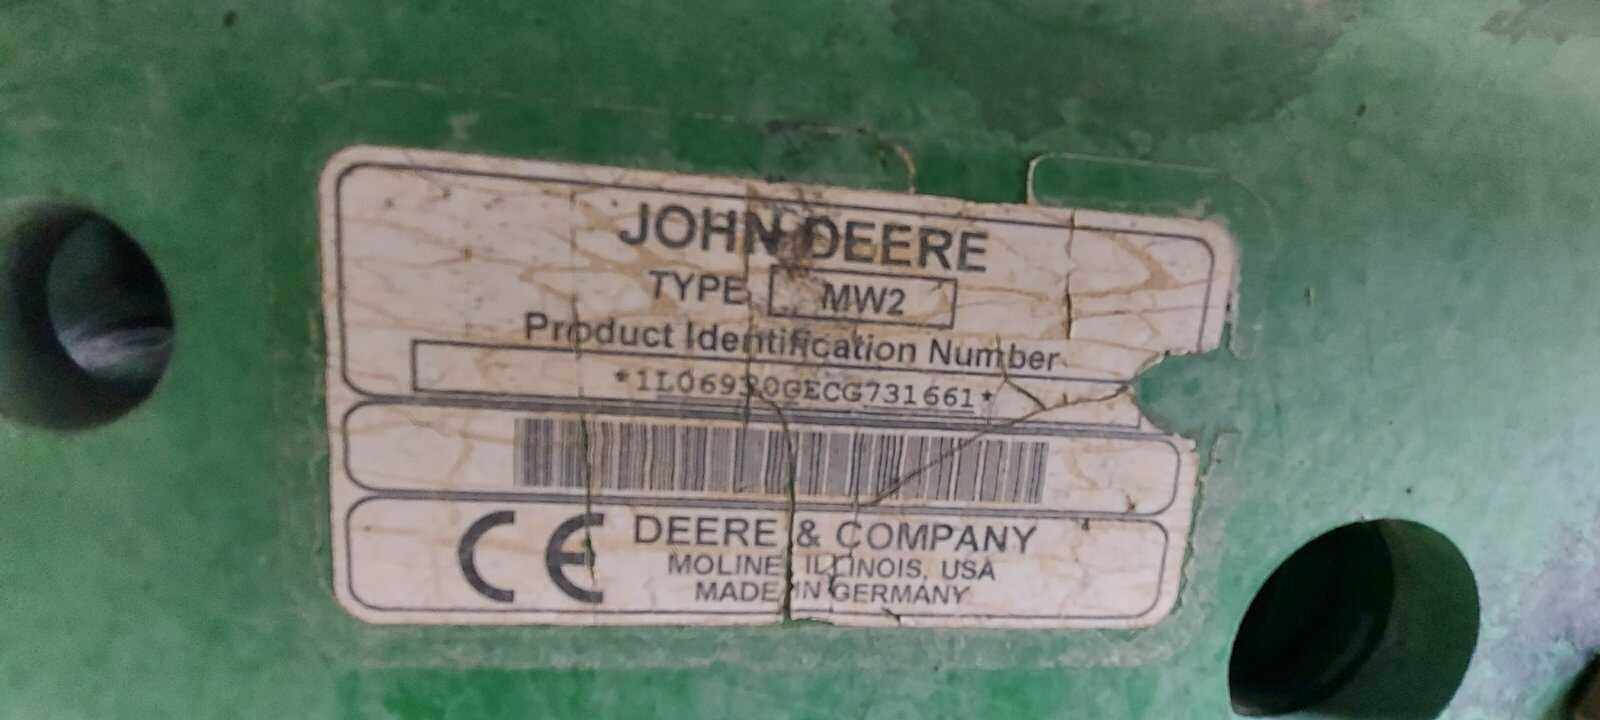 JOHN DEERE
TYPE MW2
Product Identification Number
*1L06930GECG731661*
CE DEERE & COMPANY
MOLINE, ILLINOIS, USA
MADE IN GERMANY